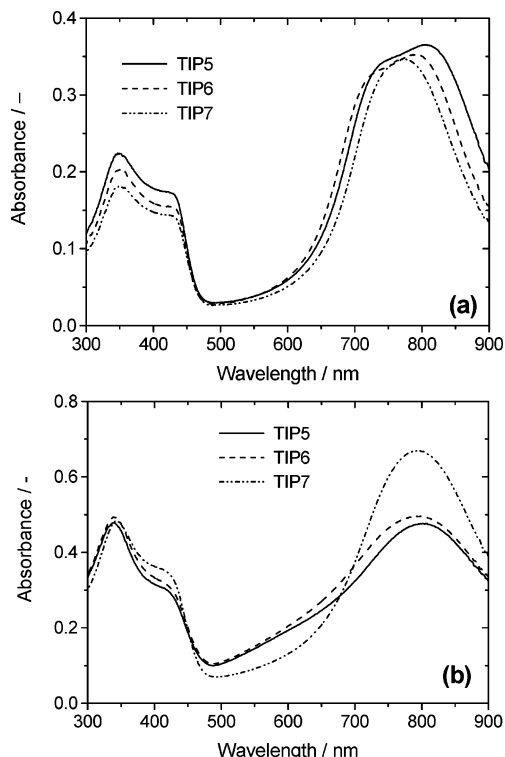 0.4
0.3
0.2
0.1
0.0
Absorbance / –
TIP5
TIP6
TIP7
(a)
300 400 500 600 700 800 900
Wavelength / nm
0.8
0.6
0.4
0.2
0.0
Absorbance / -
TIP5
TIP6
TIP7
(b)
300 400 500 600 700 800 900
Wavelength / nm